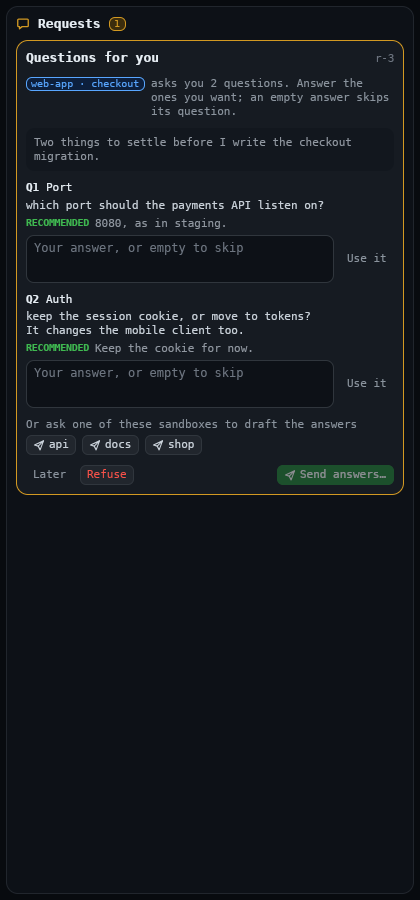 Requests 1
Questions for you r-3
web-app · checkout asks you 2 questions. Answer the
ones you want; an empty answer skips
its question.
Two things to settle before I write the checkout
migration.
Q1 Port
which port should the payments API listen on?
RECOMMENDED 8080, as in staging.
Your answer, or empty to skip
Use it
Q2 Auth
keep the session cookie, or move to tokens?
It changes the mobile client too.
RECOMMENDED Keep the cookie for now.
Your answer, or empty to skip
Use it
Or ask one of these sandboxes to draft the answers
api docs shop
Later Refuse Send answers…